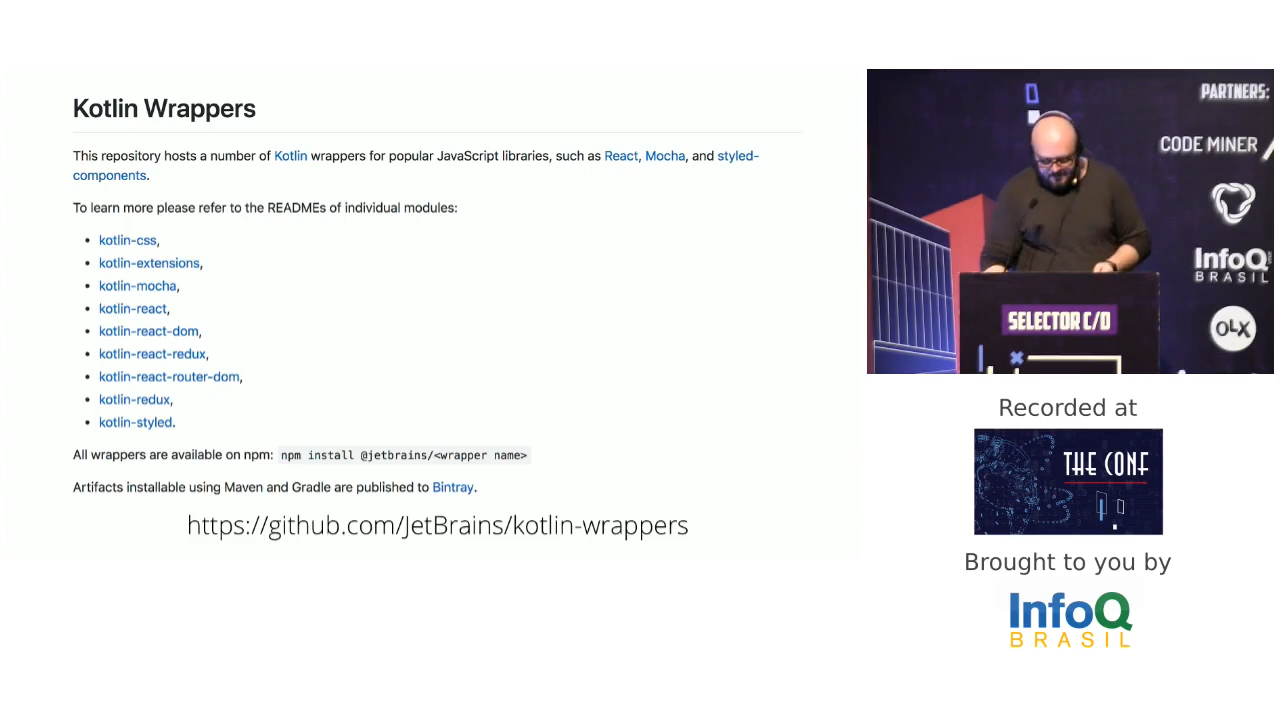 Kotlin Wrappers
This repository hosts a number of Kotlin wrappers for popular JavaScript libraries, such as React, Mocha, and styled-
components.
To learn more please refer to the READMEs of individual modules:
• kotlin-css,
• kotlin-extensions,
• kotlin-mocha,
• kotlin-react,
• kotlin-react-dom,
• kotlin-react-redux,
• kotlin-react-router-dom,
• kotlin-redux,
• kotlin-styled.
All wrappers are available on npm: npm install @jetbrains/<wrapper name>
Artifacts installable using Maven and Gradle are published to Bintray.
https://github.com/JetBrains/kotlin-wrappers
PARTNERS:
CODE MINER
InfoQ
BRASIL
OLX
SELECTOR C/D
Recorded at
THE CONF
Brought to you by
InfoQ
BRASIL